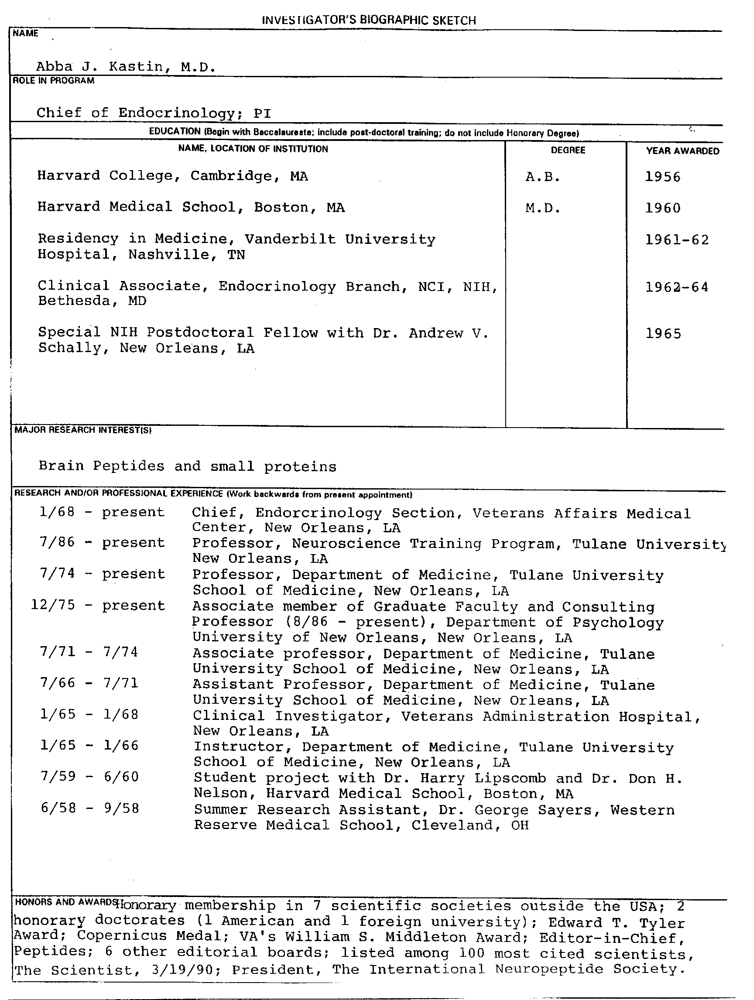 INVESTIGATOR'S BIOGRAPHIC SKETCH
NAME
Abba J. Kastin, M.D.
ROLE IN PROGRAM
Chief of Endocrinology; PI
EDUCATION (Begin with Baccalaureate; include post-doctoral training; do not include Honorary Degree)
NAME, LOCATION OF INSTITUTION DEGREE YEAR AWARDED
Harvard College, Cambridge, MA A.B. 1956
Harvard Medical School, Boston, MA M.D. 1960
Residency in Medicine, Vanderbilt University 1961-62
Hospital, Nashville, TN
Clinical Associate, Endocrinology Branch, NCI, NIH, 1962-64
Bethesda, MD
Special NIH Postdoctoral Fellow with Dr. Andrew V. 1965
Schally, New Orleans, LA
MAJOR RESEARCH INTEREST(S)
Brain Peptides and small proteins
RESEARCH AND/OR PROFESSIONAL EXPERIENCE (Work backwards from present appointment)
1/68 - present Chief, Endorcrinology Section, Veterans Affairs Medical
Center, New Orleans, LA
7/86 - present Professor, Neuroscience Training Program, Tulane University
New Orleans, LA
7/74 - present Professor, Department of Medicine, Tulane University
School of Medicine, New Orleans, LA
12/75 - present Associate member of Graduate Faculty and Consulting
Professor (8/86 - present), Department of Psychology
University of New Orleans, New Orleans, LA
7/71 - 7/74 Associate professor, Department of Medicine, Tulane
University School of Medicine, New Orleans, LA
7/66 - 7/71 Assistant Professor, Department of Medicine, Tulane
University School of Medicine, New Orleans, LA
1/65 - 1/68 Clinical Investigator, Veterans Administration Hospital,
New Orleans, LA
1/65 - 1/66 Instructor, Department of Medicine, Tulane University
School of Medicine, New Orleans, LA
7/59 - 6/60 Student project with Dr. Harry Lipscomb and Dr. Don H.
Nelson, Harvard Medical School, Boston, MA
6/58 - 9/58 Summer Research Assistant, Dr. George Sayers, Western
Reserve Medical School, Cleveland, OH
HONORS AND AWARDS Honorary membership in 7 scientific societies outside the USA; 2
honorary doctorates (1 American and 1 foreign university); Edward T. Tyler
Award; Copernicus Medal; VA's William S. Middleton Award; Editor-in-Chief,
Peptides; 6 other editorial boards; listed among 100 most cited scientists,
The Scientist, 3/19/90; President, The International Neuropeptide Society.